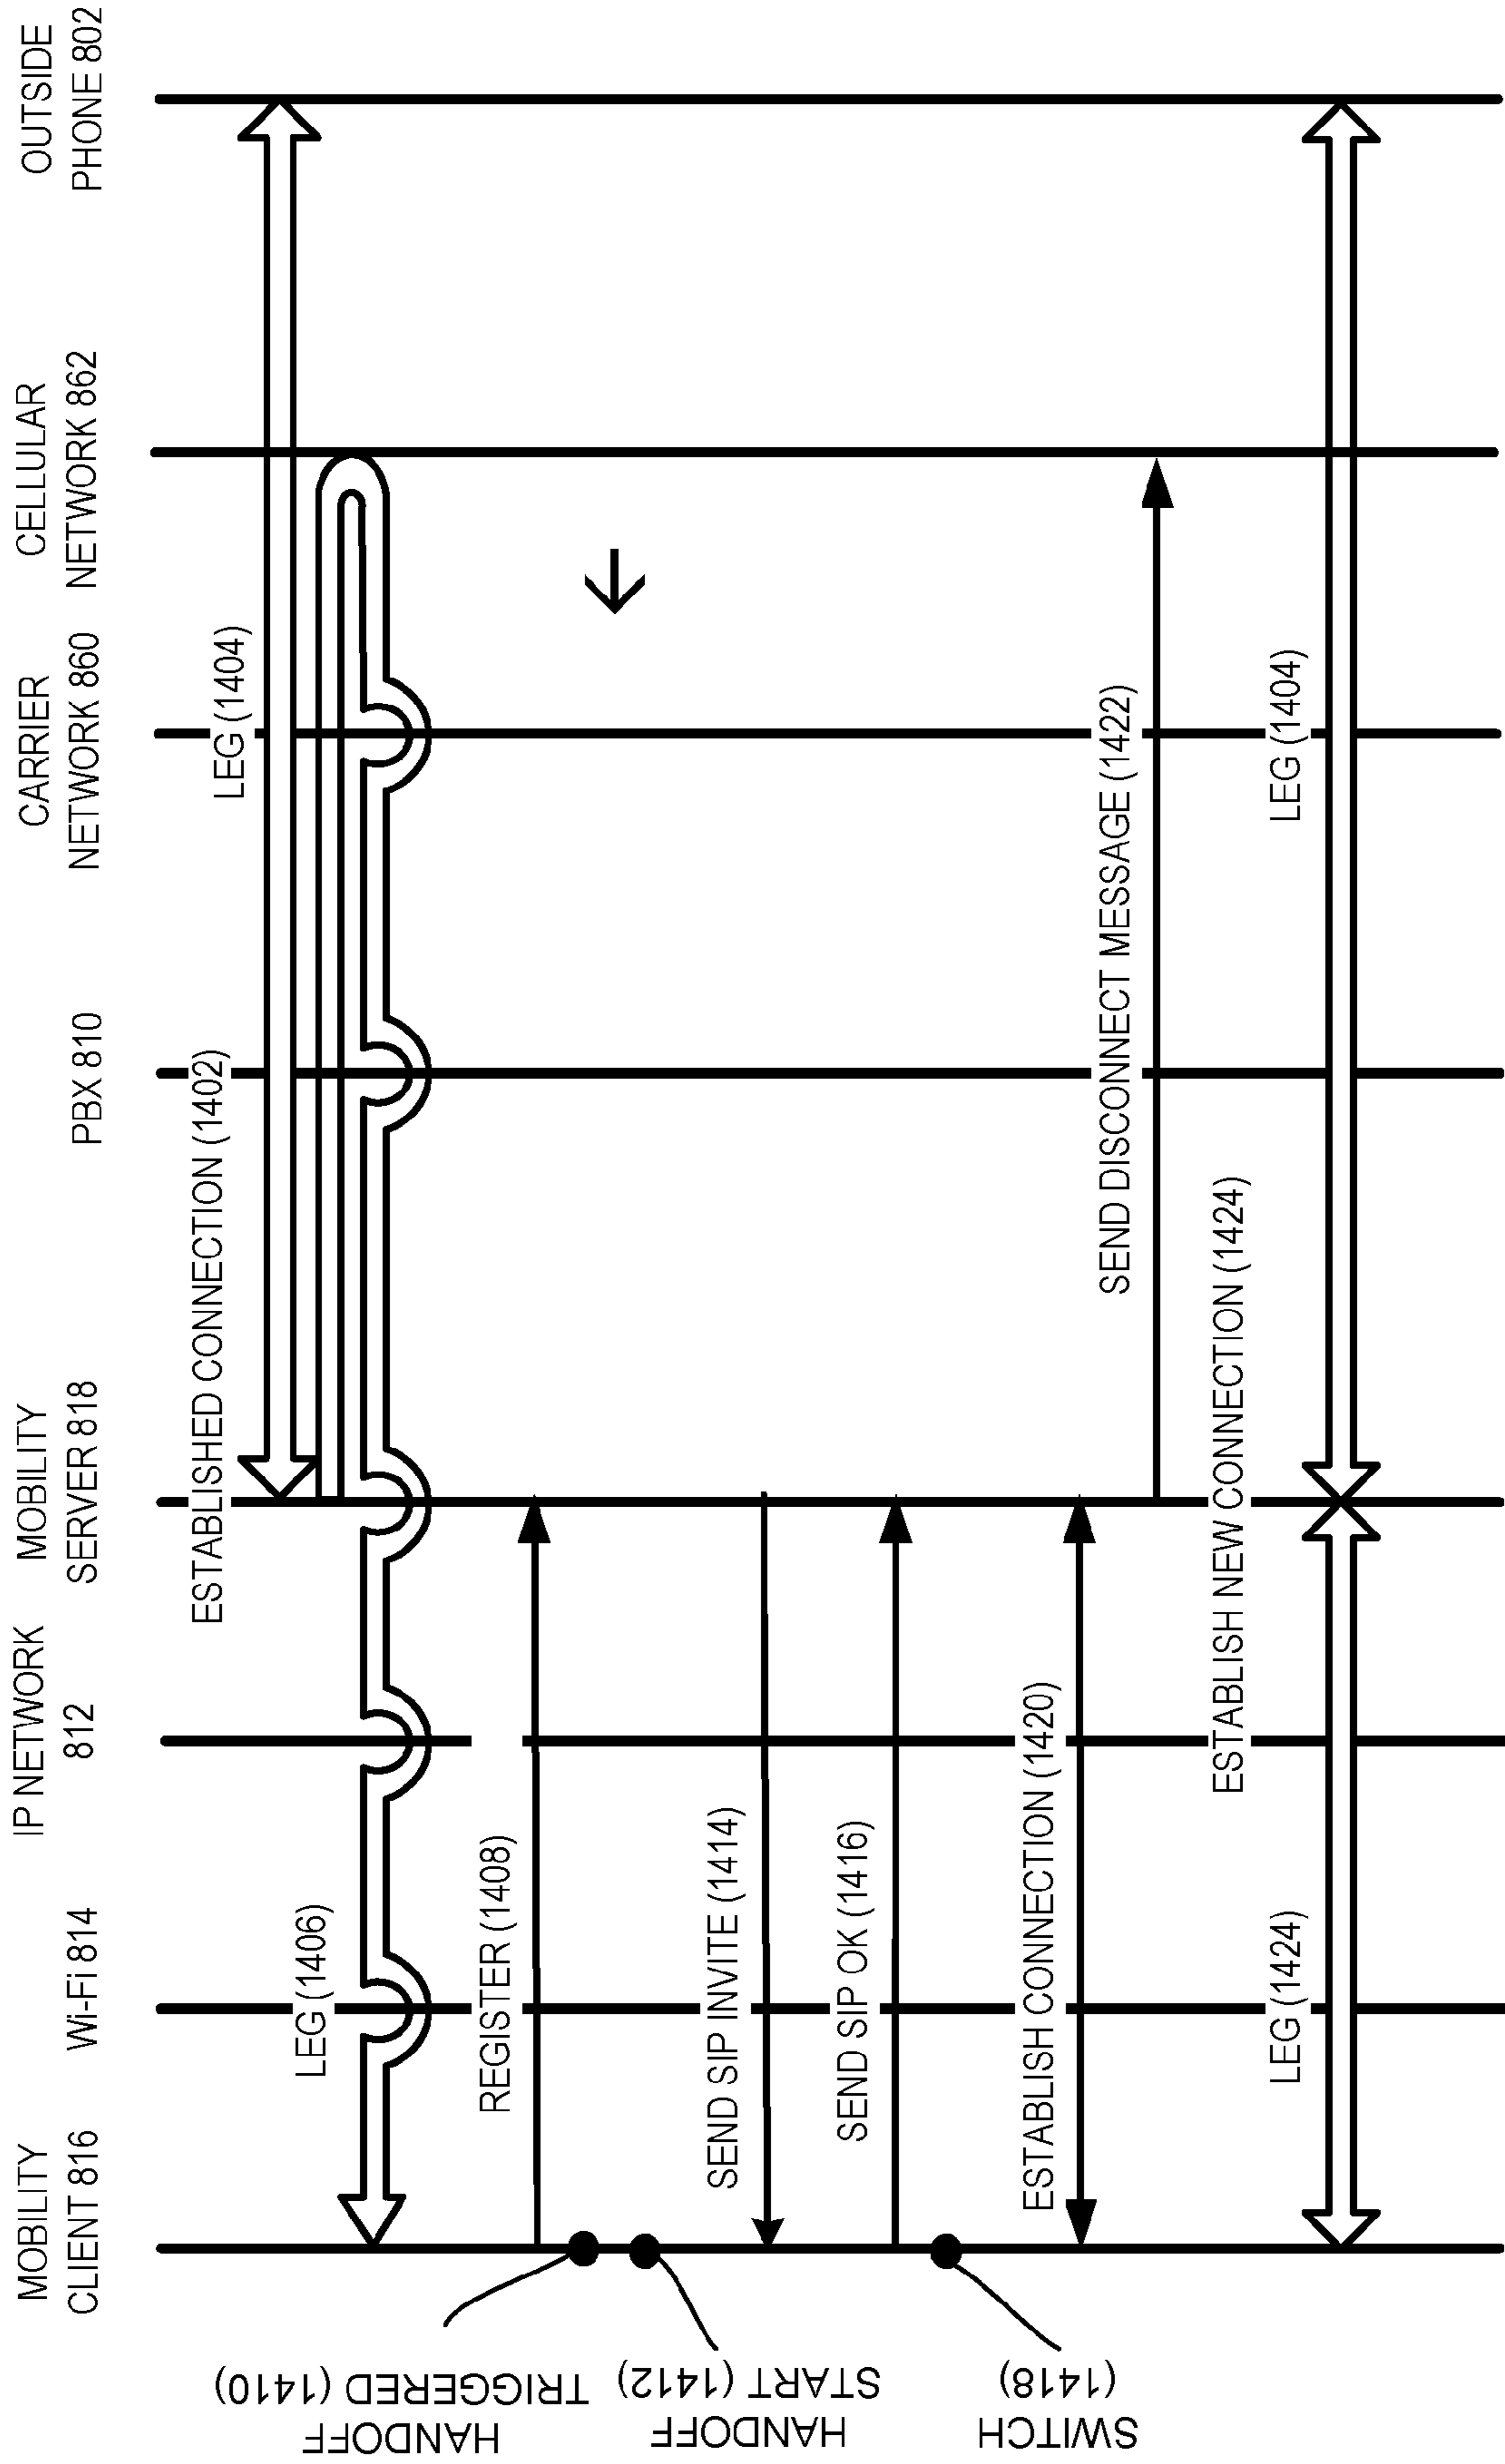 MOBILITY
CLIENT 816
Wi-Fi 814
IP NETWORK
812
MOBILITY
SERVER 818
PBX 810
CARRIER
NETWORK 860
CELLULAR
NETWORK 862
OUTSIDE
PHONE 802
ESTABLISHED CONNECTION (1402)
LEG (1404)
LEG (1406)
REGISTER (1408)
HANDOFF
TRIGGERED (1410)
HANDOFF
START (1412)
SEND SIP INVITE (1414)
SEND SIP OK (1416)
SWITCH
(1418)
ESTABLISH CONNECTION (1420)
SEND DISCONNECT MESSAGE (1422)
ESTABLISH NEW CONNECTION (1424)
LEG (1424)
LEG (1404)